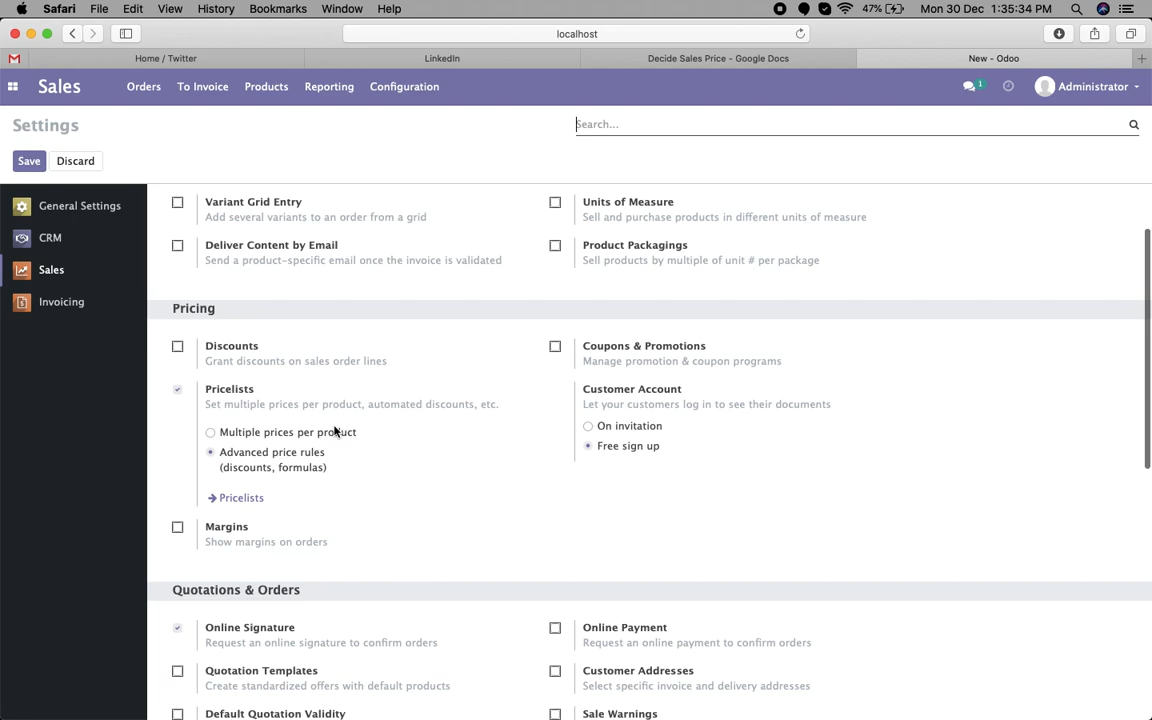 Safari File Edit View History Bookmarks Window Help 47% Mon 30 Dec 1:35:34 PM
localhost
Home / Twitter LinkedIn Decide Sales Price - Google Docs New - Odoo
Sales Orders To Invoice Products Reporting Configuration 1 Administrator
Settings Search...
Save Discard
General Settings
CRM
Sales
Invoicing
Variant Grid Entry
Add several variants to an order from a grid
Units of Measure
Sell and purchase products in different units of measure
Deliver Content by Email
Send a product-specific email once the invoice is validated
Product Packagings
Sell products by multiple of unit # per package
Pricing
Discounts
Grant discounts on sales order lines
Coupons & Promotions
Manage promotion & coupon programs
Pricelists
Set multiple prices per product, automated discounts, etc.
Multiple prices per product
Advanced price rules
(discounts, formulas)
Pricelists
Customer Account
Let your customers log in to see their documents
On invitation
Free sign up
Margins
Show margins on orders
Quotations & Orders
Online Signature
Request an online signature to confirm orders
Online Payment
Request an online payment to confirm orders
Quotation Templates
Create standardized offers with default products
Customer Addresses
Select specific invoice and delivery addresses
Default Quotation Validity
Sale Warnings